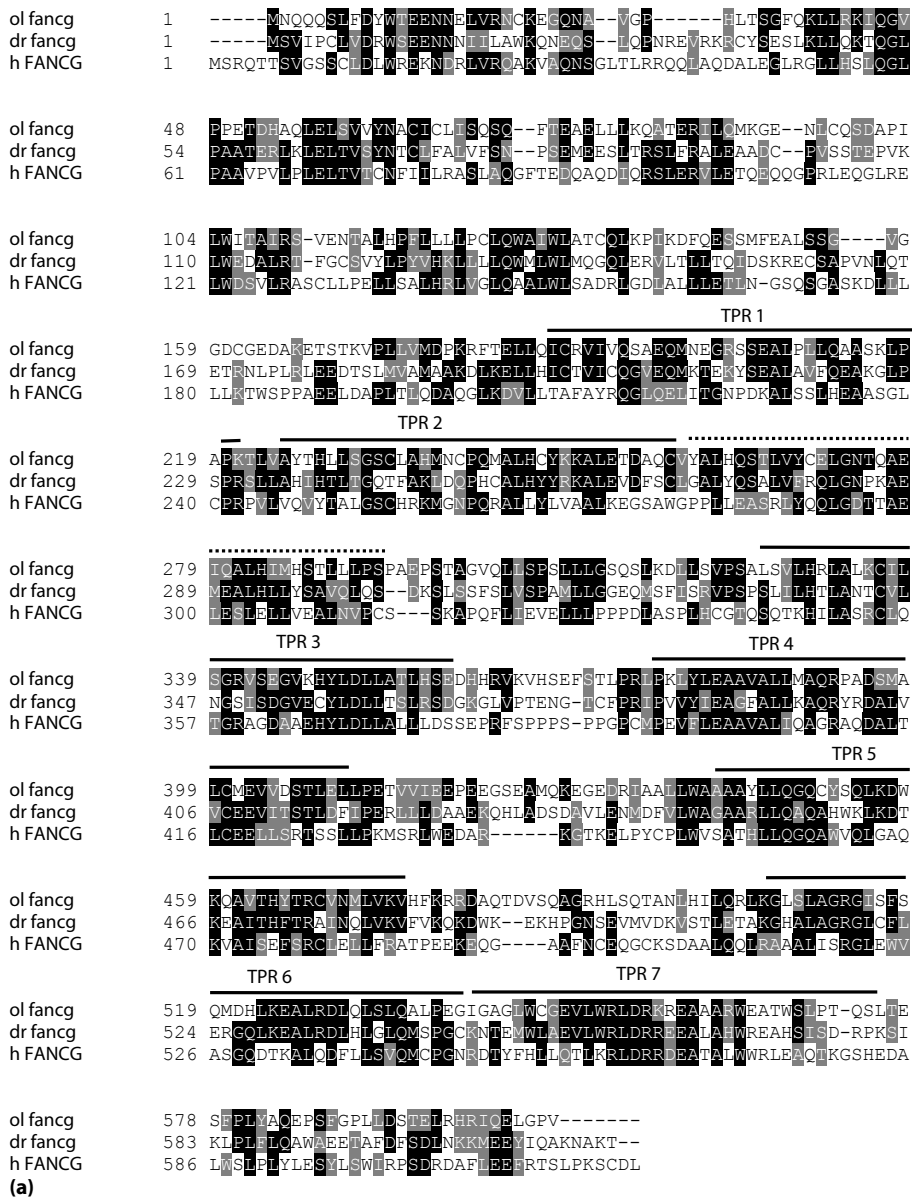 ol fancg 1 -----MNQQQSLFDYWTEENNELVRNCKEGQNA--VGP------HLTSGFQKLLRKIQGV
dr fancg 1 -----MSVIPCLVDRWSEENNNIILAWKQNEQS--LQPNREVRKRCYSESLKLLQKTQGL
h FANCG 1 MSRQTTSVGSSCLDLWREKNDRLVRQAKVAQNSGLTLRRQQLAQDALEGLRGLLHSLQGL
ol fancg 48 PPETDHAQLELSVVYNACICLISQSQ--FTEAELLLKQATERILQMKGE--NLCQSDAPI
dr fancg 54 PAATERLKLELTVSYNTCLFALVFSN--PSEMEESLTRSLFRALEAADC--PVSSTEPVK
h FANCG 61 PAAVPVLPLELTVTCNFIILRASLAQGFTEDQAQDIQRSLERVLETQEQQGPRLEQGLRE
ol fancg 104 LWITAIRS-VENTALHPFLLLLPCLQWAIWLATCQLKPIKDFQESSMFEALSSG----VG
dr fancg 110 LWEDALRT-FGCSVYLPYVHKLLLLQWMLWLMQGQLERVLTLLTQIDSKRECSAPVNLQT
h FANCG 121 LWDSVLRASCLLPELLSALHRLVGLQAALWLSADRLGDLALLLETLN-GSQSGASKDLLL
TPR 1
ol fancg 159 GDCGEDAKETSTKVPLLVMDPKRFTELLQICRVIVQSAEQMNEGRSSEALPLLQAASKLP
dr fancg 169 ETRNLPLRLEEDTSLMVAMAAKDLKELLHICTVICQGVEQMKTEKYSEALAVFQEAKGLP
h FANCG 180 LLKTWSPPAEELDAPLTLQDAQGLKDVLLTAFAYRQGLQELITGNPDKALSSLHEAASGL
TPR 2
ol fancg 219 APKTLVAYTHLLSGSCLAHMNCPQMALHCYKKALETDAQCVYALHQSTLVYCELGNTQAE
dr fancg 229 SPRSLLAHIHTLTGQTFAKLDQPHCALHYYRKALEVDFSCLGALYQSALVFRQLGNPKAE
h FANCG 240 CPRPVLVQVYTALGSCHRKMGNPQRALLYLVAALKEGSAWGPPLLEASRLYQQLGDTTAE
ol fancg 279 IQALHIMHSTLLLPSPAEPSTAGVQLLSPSLLLGSQSLKDLLSVPSALSVLHRLALKCIL
dr fancg 289 MEALHLLYSAVQLQS--DKSLSSFSLVSPAMLLGGEQMSFISRVPSPSLILHTLANTCVL
h FANCG 300 LESLELLVEALNVPCS---SKAPQFLIEVELLLPPPDLASPLHCGTQSQTKHILASRCLQ
TPR 3 TPR 4
ol fancg 339 SGRVSEGVKHYLDLLATLHSEDHHRVKVHSEFSTLPRLPKLYLEAAVALLMAQRPADSMA
dr fancg 347 NGSISDGVECYLDLLTSLRSDGKGLVPTENG-TCFPRIPVVYIEAGFALLKAQRYRDALV
h FANCG 357 TGRAGDAAEHYLDLLALLLDSSEPRFSPPPS-PPGPCMPEVFLEAAVALIQAGRAQDALT
TPR 5
ol fancg 399 LCMEVVDSTLELLPETVVIEEPEEGSEAMQKEGEDRIAALLWAAAAYLLQGQCYSQLKDW
dr fancg 406 VCEEVITSTLDFIPERLLLDAAEKQHLADSDAVLENMDFVLWAGAARLLQAQAHWKLKDT
h FANCG 416 LCEELLSRTSSLLPKMSRLWEDAR------KGTKELPYCPLWVSATHLLQGQAWVQLGAQ
ol fancg 459 KQAVTHYTRCVNMLVKVHFKRRDAQTDVSQAGRHLSQTANLHILQRLKGLSLAGRGISFS
dr fancg 466 KEAITHFTRAINQLVKVFVKQKDWK--EKHPGNSEVMVDKVSTLETAKGHALAGRGLCFL
h FANCG 470 KVAISEFSRCLELLFRATPEEKEQG----AAFNCEQGCKSDAALQQLRAAALISRGLEWV
TPR 6 TPR 7
ol fancg 519 QMDHLKEALRDLQLSLQALPEGIGAGLWCGEVLWRLDRKREAAARWEATWSLPT-QSLTE
dr fancg 524 ERGQLKEALRDLHLGLQMSPGCKNTEMWLAEVLWRLDRREEALAHWREAHSISD-RPKSI
h FANCG 526 ASGQDTKALQDFLLSVQMCPGNRDTYFHLLQTLKRLDRRDEATALWWRLEAQTKGSHEDA
ol fancg 578 SFPLYAQEPSFGPLLDSTELRHRIQELGPV-------
dr fancg 583 KLPLFLQAWAEETAFDFSDLNKKMEEYIQAKNAKT--
h FANCG 586 LWSLPLYLESYLSWIRPSDRDAFLEEFRTSLPKSCDL
(a)